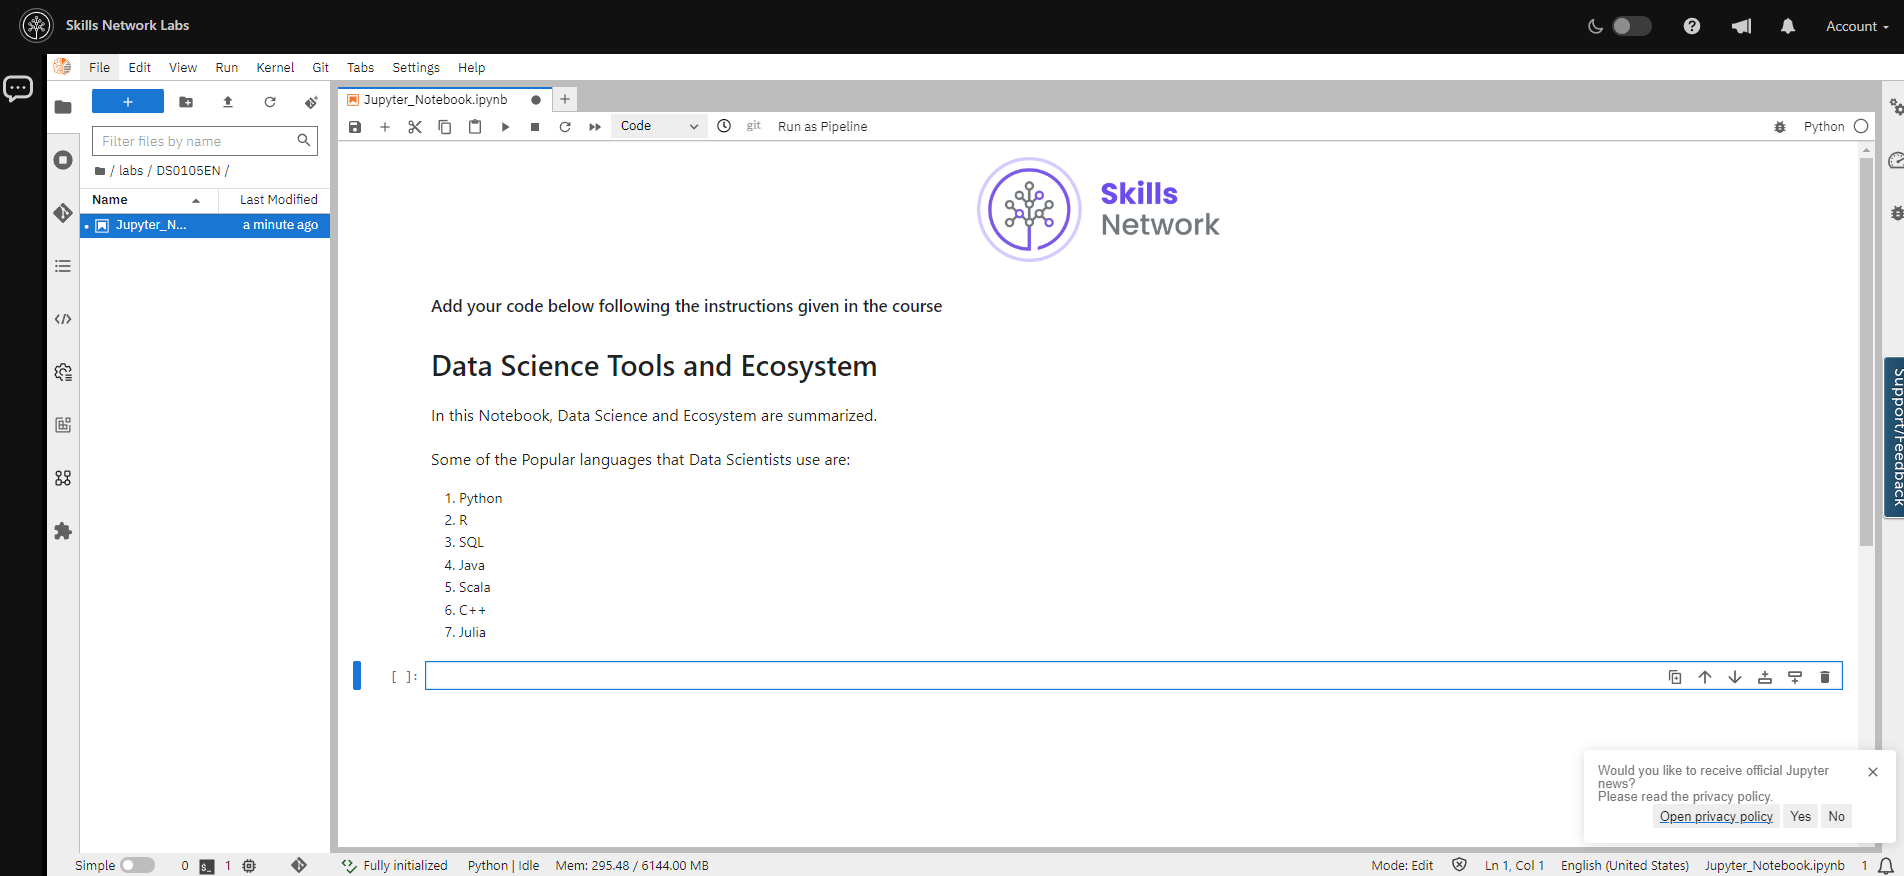 Skills Network Labs
Account
File Edit View Run Kernel Git Tabs Settings Help
Jupyter_Notebook.ipynb
Filter files by name
Code
git Run as Pipeline
Python
/ labs / DS0105EN /
Name Last Modified
Jupyter_N... a minute ago
Skills
Network
Add your code below following the instructions given in the course
Data Science Tools and Ecosystem
In this Notebook, Data Science and Ecosystem are summarized.
Some of the Popular languages that Data Scientists use are:
1. Python
2. R
3. SQL
4. Java
5. Scala
6. C++
7. Julia
[ ]:
Support/Feedback
Would you like to receive official Jupyter
news?
Please read the privacy policy.
Open privacy policy Yes No
Simple 0 $_ 1 Fully initialized Python | Idle Mem: 295.48 / 6144.00 MB Mode: Edit Ln 1, Col 1 English (United States) Jupyter_Notebook.ipynb 1